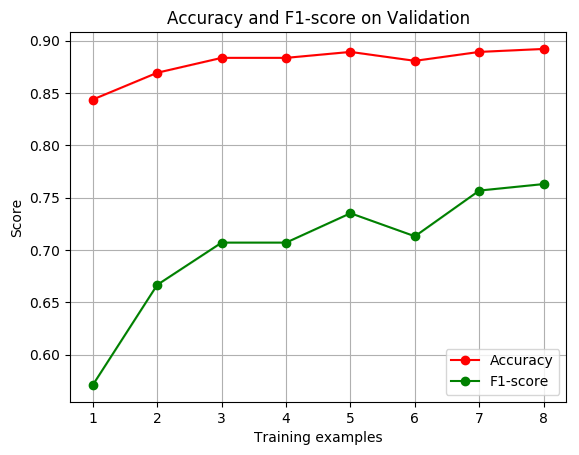 Accuracy and F1-score on Validation
0.90
0.85
0.80
0.75
0.70
0.65
0.60
Score
Accuracy
F1-score
1 2 3 4 5 6 7 8
Training examples